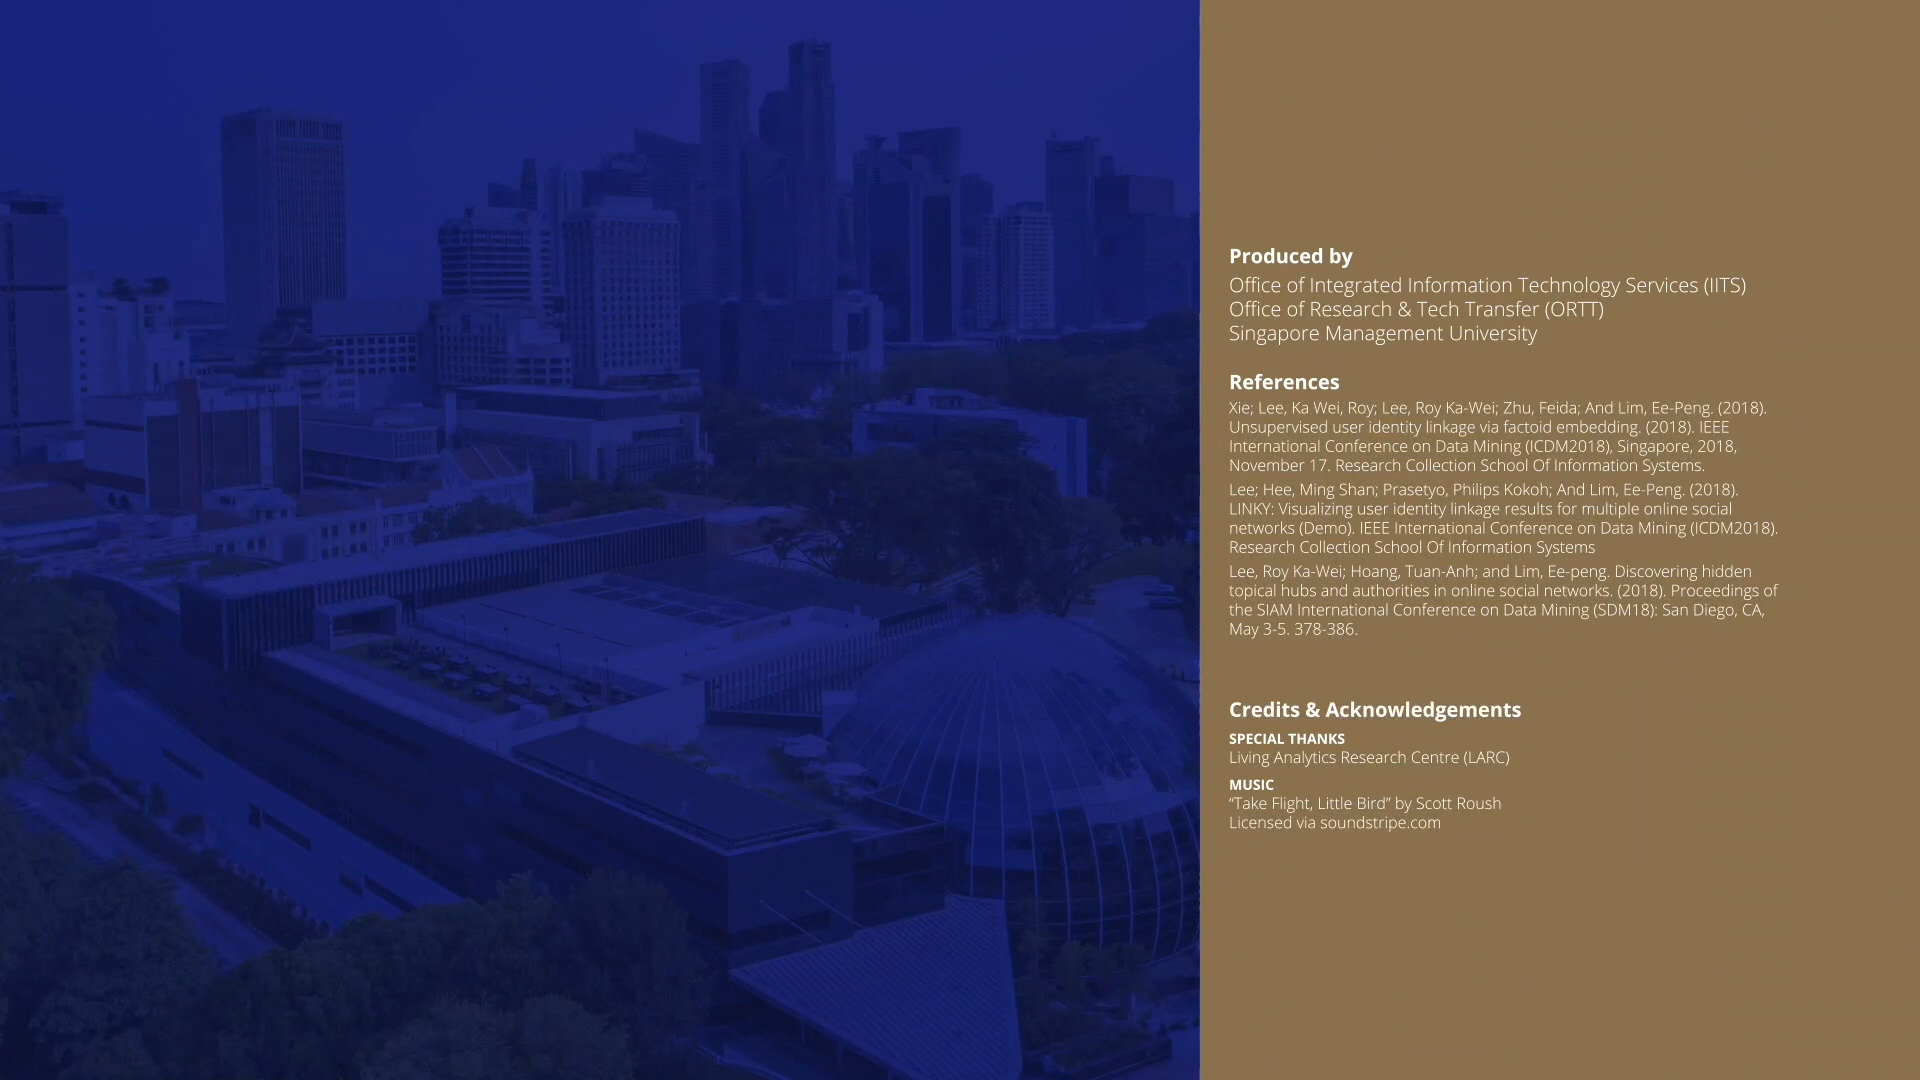 Produced by
Office of Integrated Information Technology Services (IITS)
Office of Research & Tech Transfer (ORTT)
Singapore Management University
References
Xie; Lee, Ka Wei, Roy; Lee, Roy Ka-Wei; Zhu, Feida; And Lim, Ee-Peng. (2018).
Unsupervised user identity linkage via factoid embedding. (2018). IEEE
International Conference on Data Mining (ICDM2018), Singapore, 2018,
November 17. Research Collection School Of Information Systems.
Lee; Hee, Ming Shan; Prasetyo, Philips Kokoh; And Lim, Ee-Peng. (2018).
LINKY: Visualizing user identity linkage results for multiple online social
networks (Demo). IEEE International Conference on Data Mining (ICDM2018).
Research Collection School Of Information Systems
Lee, Roy Ka-Wei; Hoang, Tuan-Anh; and Lim, Ee-peng. Discovering hidden
topical hubs and authorities in online social networks. (2018). Proceedings of
the SIAM International Conference on Data Mining (SDM18): San Diego, CA,
May 3-5. 378-386.
Credits & Acknowledgements
SPECIAL THANKS
Living Analytics Research Centre (LARC)
MUSIC
“Take Flight, Little Bird” by Scott Roush
Licensed via soundstripe.com